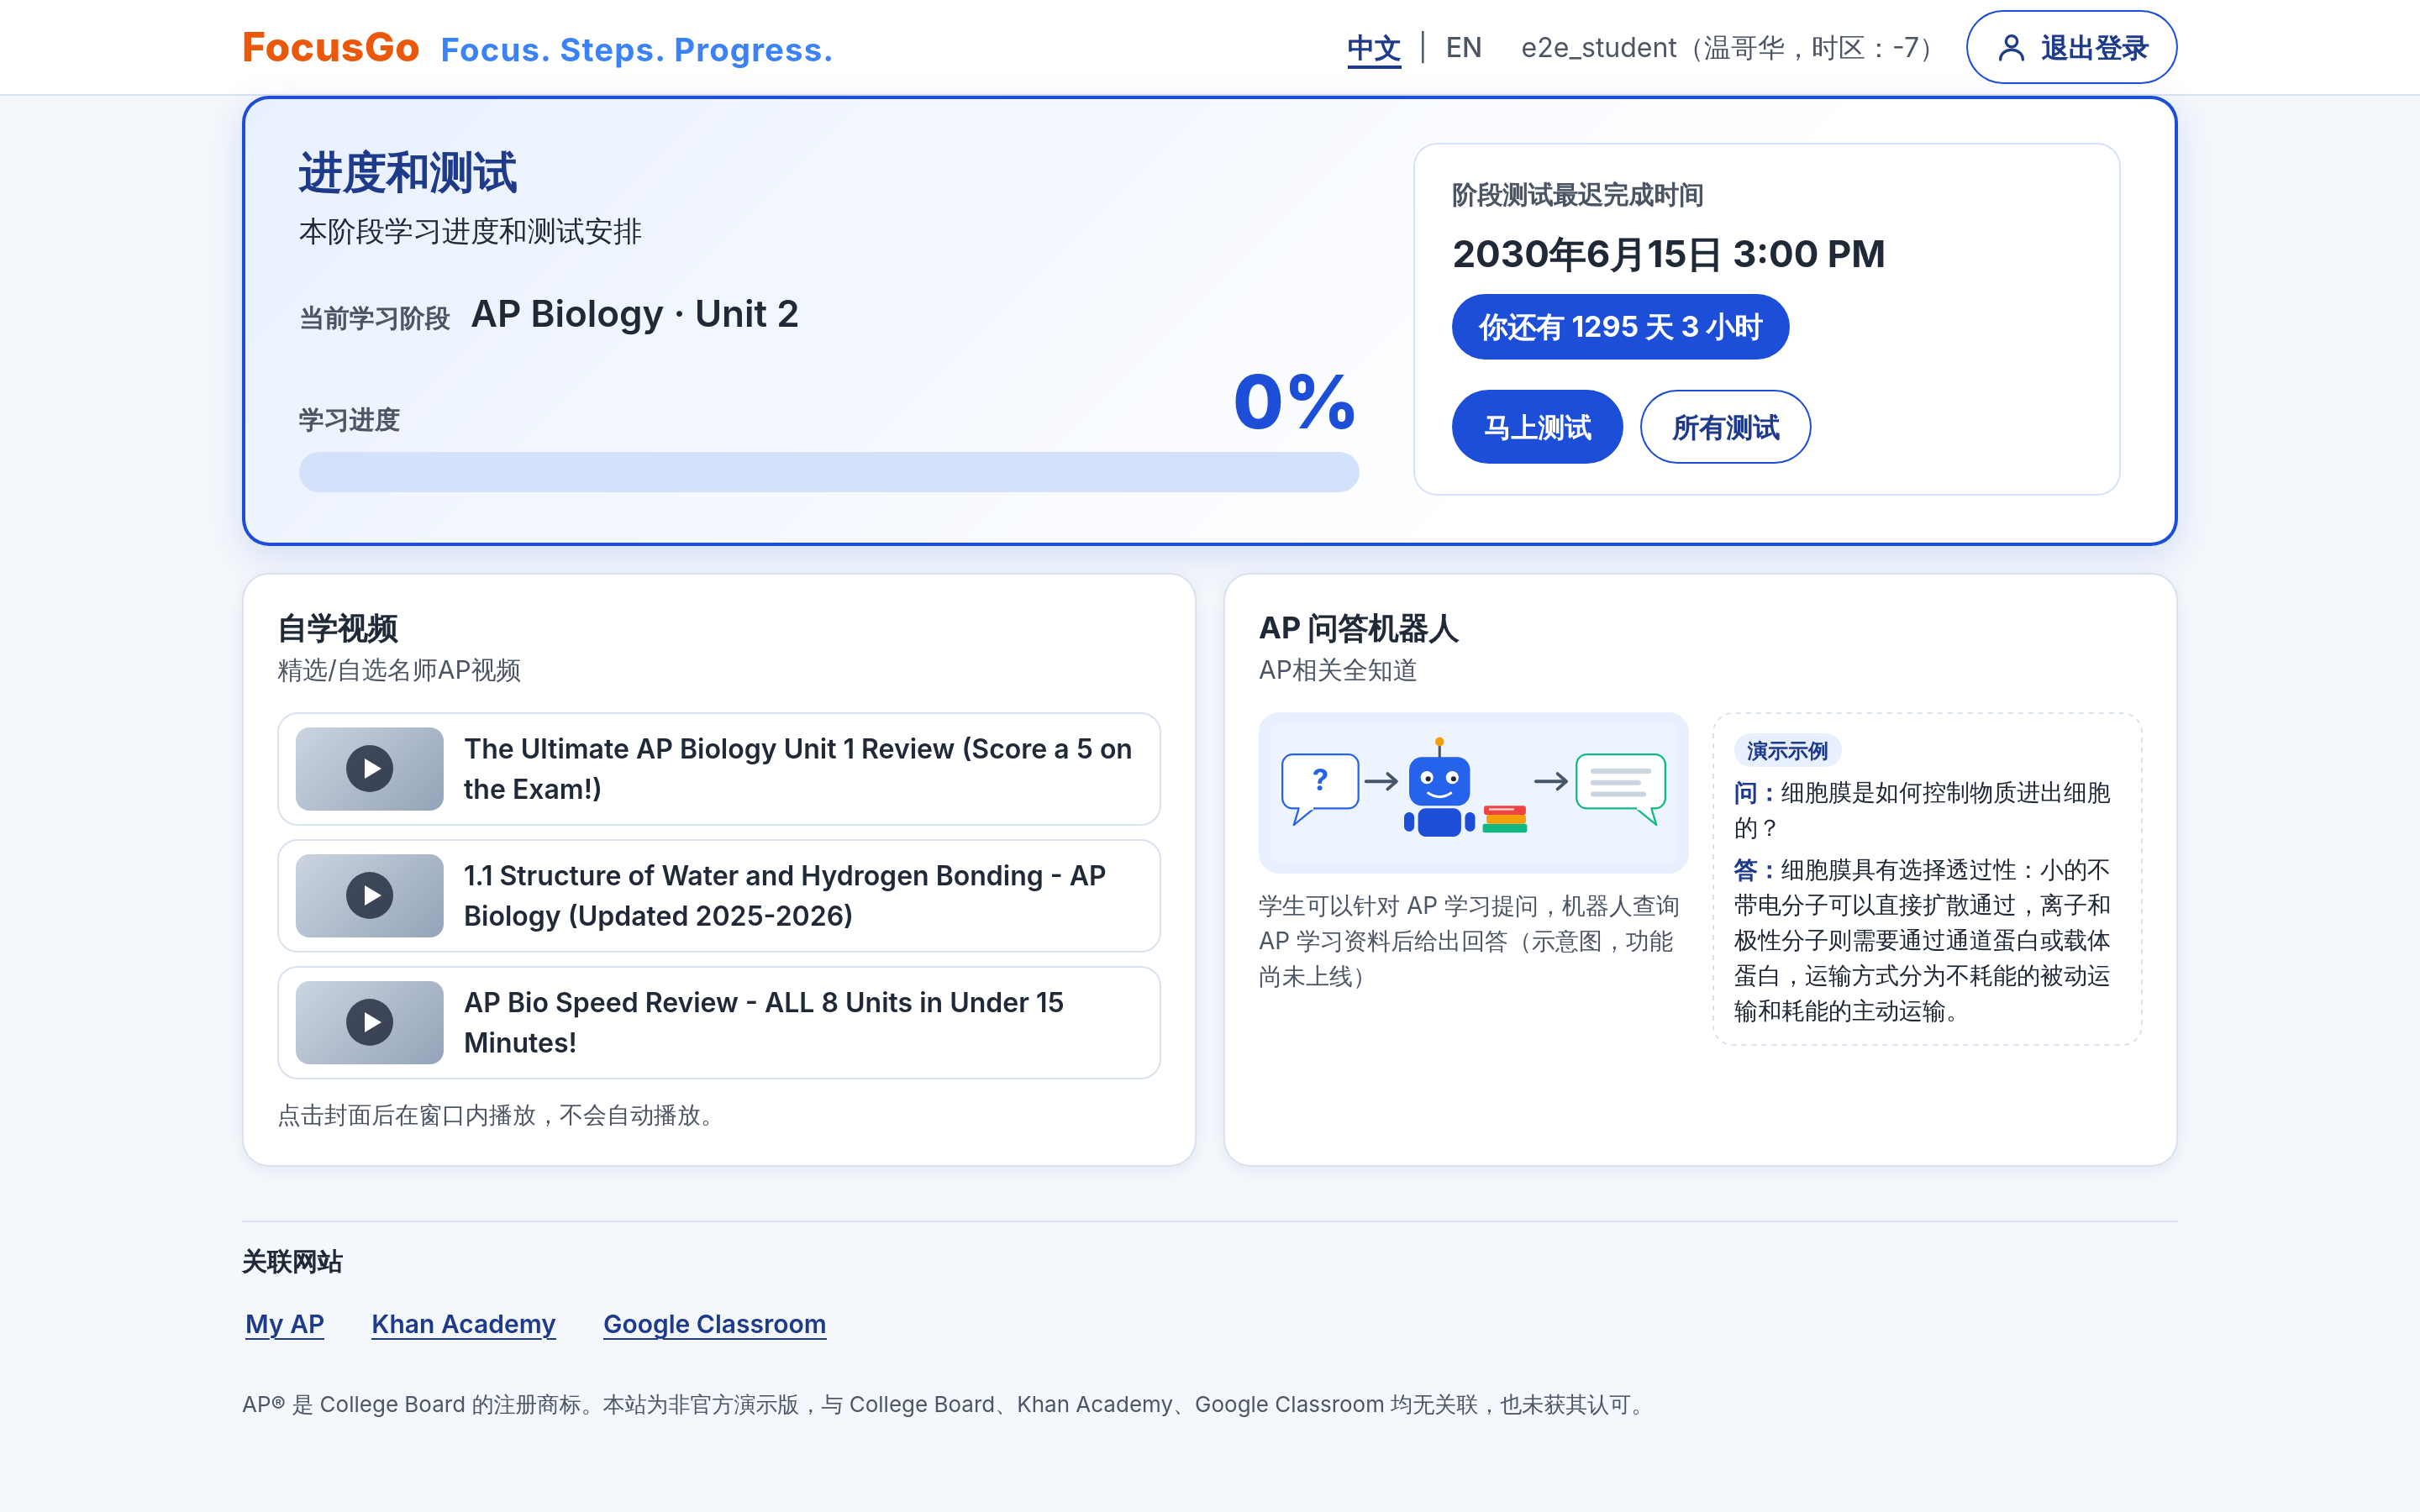 FocusGo Focus. Steps. Progress.
中文 | EN e2e_student（温哥华，时区：-7） 退出登录
进度和测试
本阶段学习进度和测试安排
当前学习阶段 AP Biology · Unit 2
学习进度 0%
阶段测试最迟完成时间
2030年6月15日 3:00 PM
你还有 1295 天 3 小时
马上测试 所有测试
自学视频
精选/自选名师AP视频
The Ultimate AP Biology Unit 1 Review (Score a 5 on
the Exam!)
1.1 Structure of Water and Hydrogen Bonding - AP
Biology (Updated 2025-2026)
AP Bio Speed Review - ALL 8 Units in Under 15
Minutes!
点击封面后在窗口内播放，不会自动播放。
AP 问答机器人
AP相关全知道
?
学生可以针对 AP 学习提问，机器人查询
AP 学习资料后给出回答（示意图，功能
尚未上线）
演示示例
问：细胞膜是如何控制物质进出细胞
的？
答：细胞膜具有选择透过性：小的不
带电分子可以直接扩散通过，离子和
极性分子则需要通过通道蛋白或载体
蛋白，运输方式分为不耗能的被动运
输和耗能的主动运输。
关联网站
My AP Khan Academy Google Classroom
AP® 是 College Board 的注册商标。本站为非官方演示版，与 College Board、Khan Academy、Google Classroom 均无关联，也未获其认可。